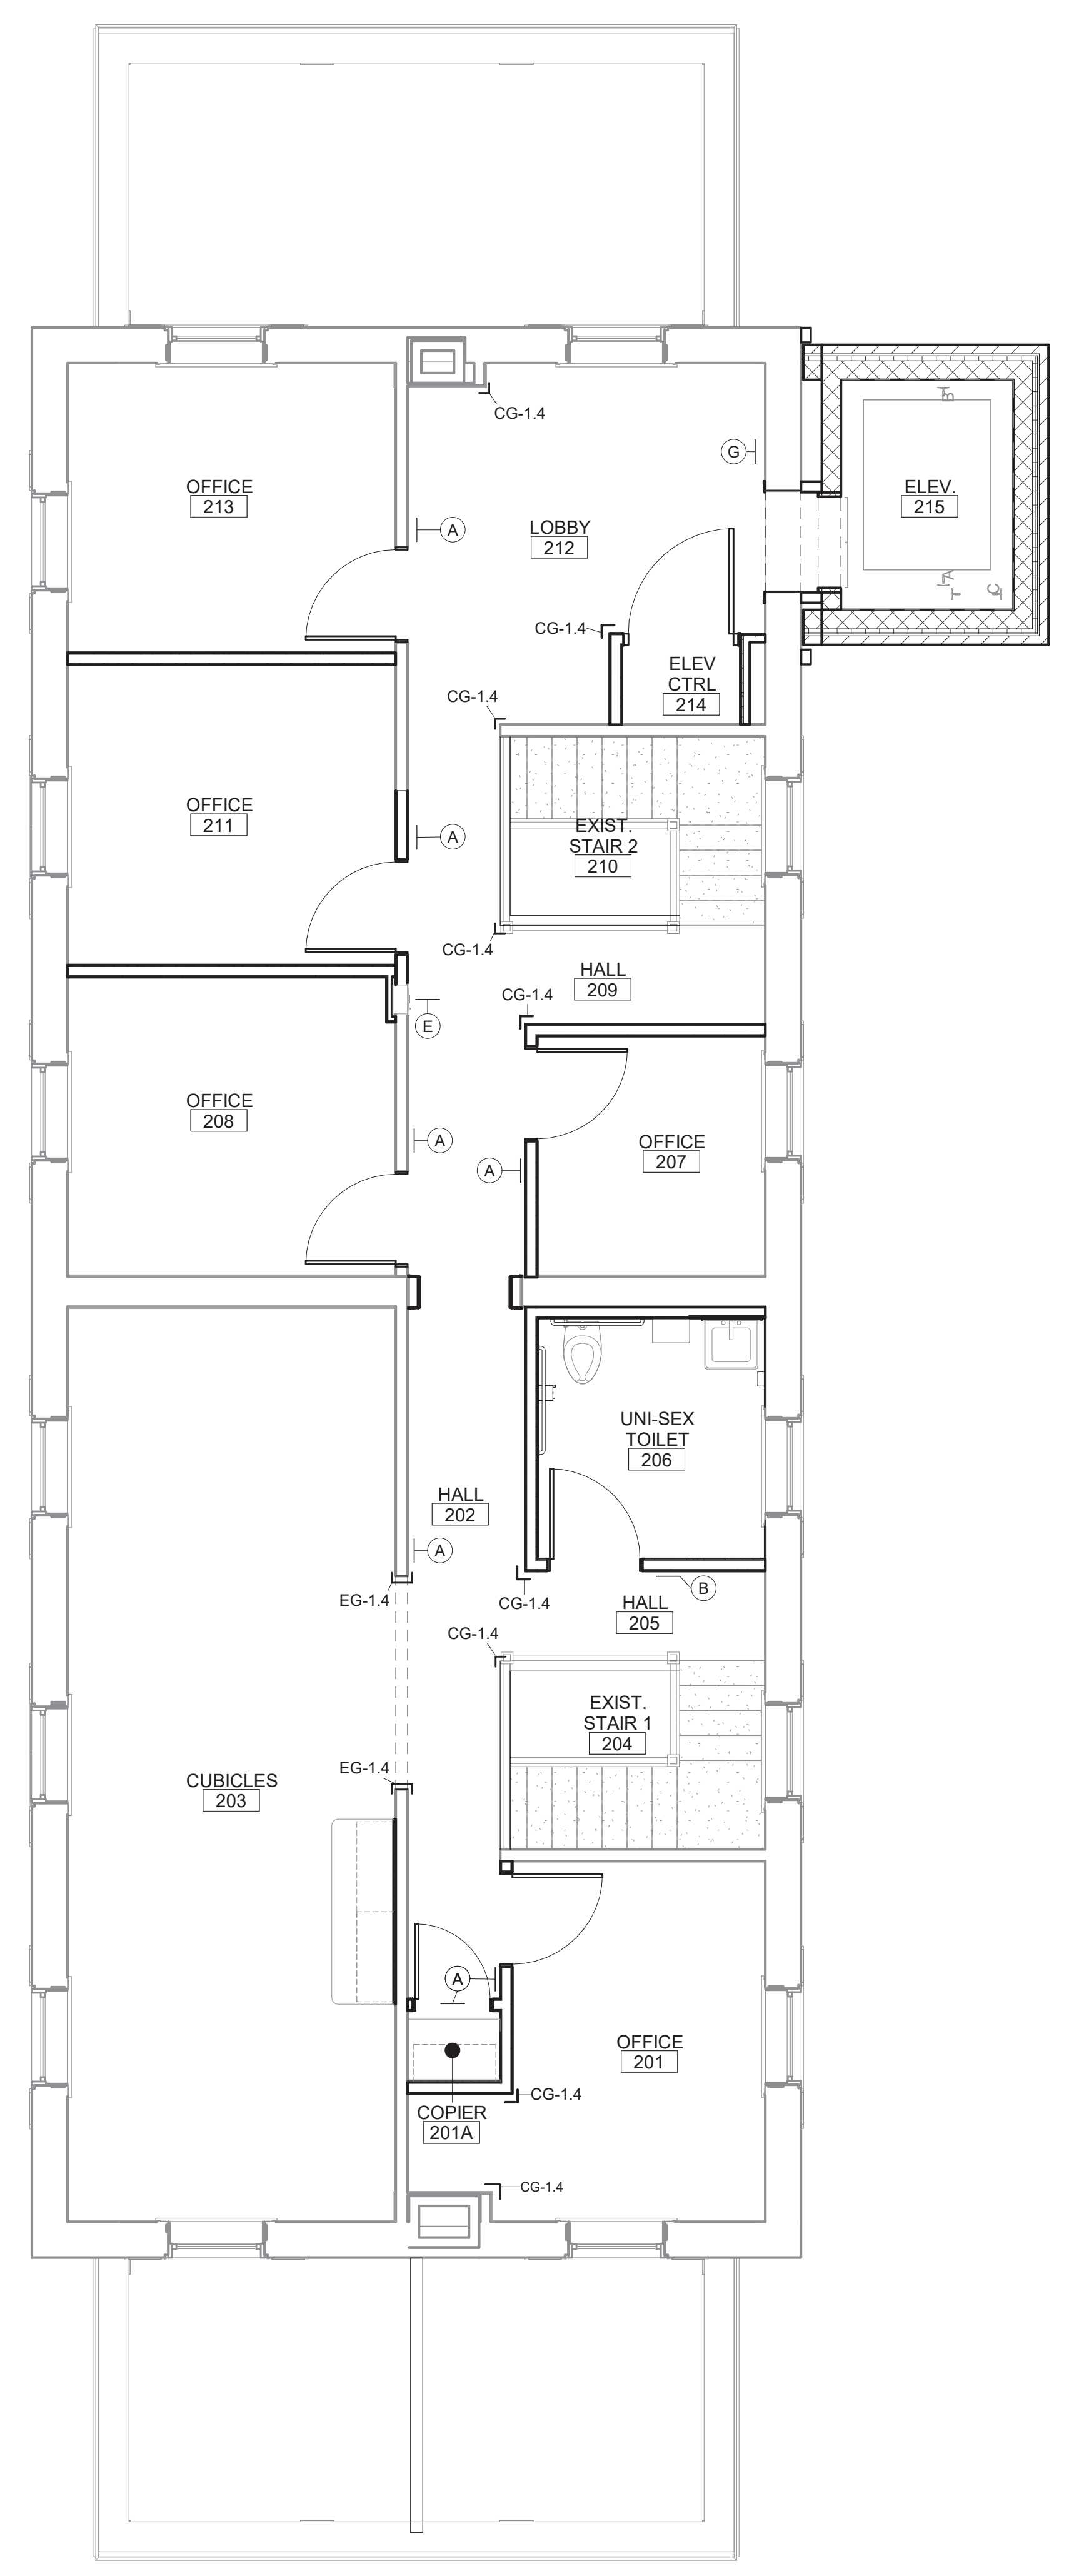 CG-1.4
G
OFFICE
213
ELEV.
215
B
A
C
LOBBY
212
A
CG-1.4
ELEV
CTRL
214
CG-1.4
OFFICE
211
A
EXIST.
STAIR 2
210
CG-1.4
HALL
209
CG-1.4
E
OFFICE
208
A
A
OFFICE
207
UNI-SEX
TOILET
206
HALL
202
A
EG-1.4
CG-1.4
B
HALL
205
CG-1.4
EXIST.
STAIR 1
204
EG-1.4
CUBICLES
203
A
OFFICE
201
CG-1.4
COPIER
201A
CG-1.4